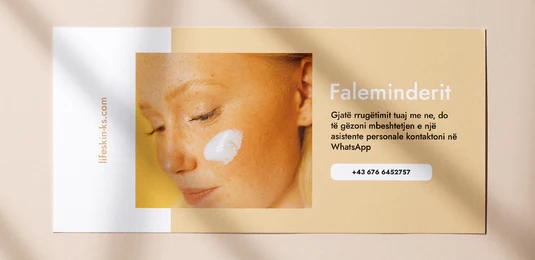 lifeskin-ks.com
Faleminderit
Gjatë rrugëtimit tuaj me ne, do
të gëzoni mbeshtetjen e një
asistente personale kontaktoni në
WhatsApp
+43 676 6452757